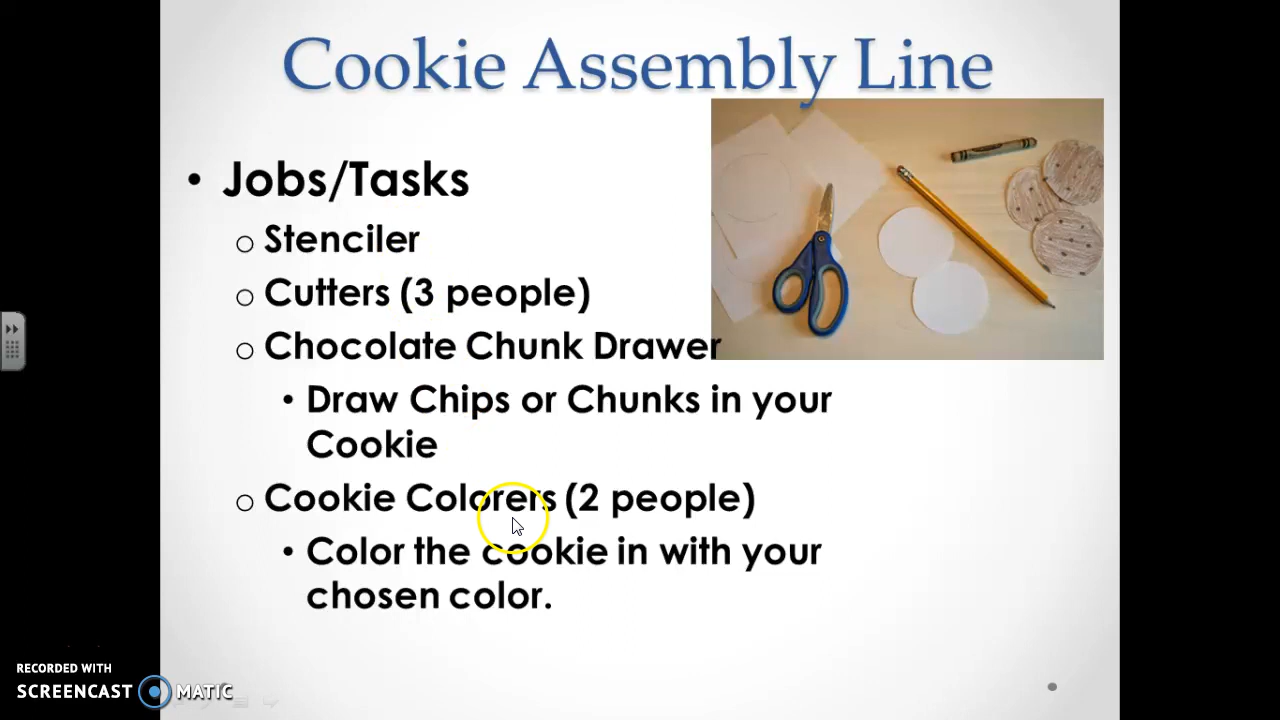 Cookie Assembly Line
• Jobs/Tasks
o Stenciler
o Cutters (3 people)
o Chocolate Chunk Drawer
• Draw Chips or Chunks in your
Cookie
o Cookie Colorers (2 people)
• Color the cookie in with your
chosen color.
RECORDED WITH
SCREENCAST MATIC